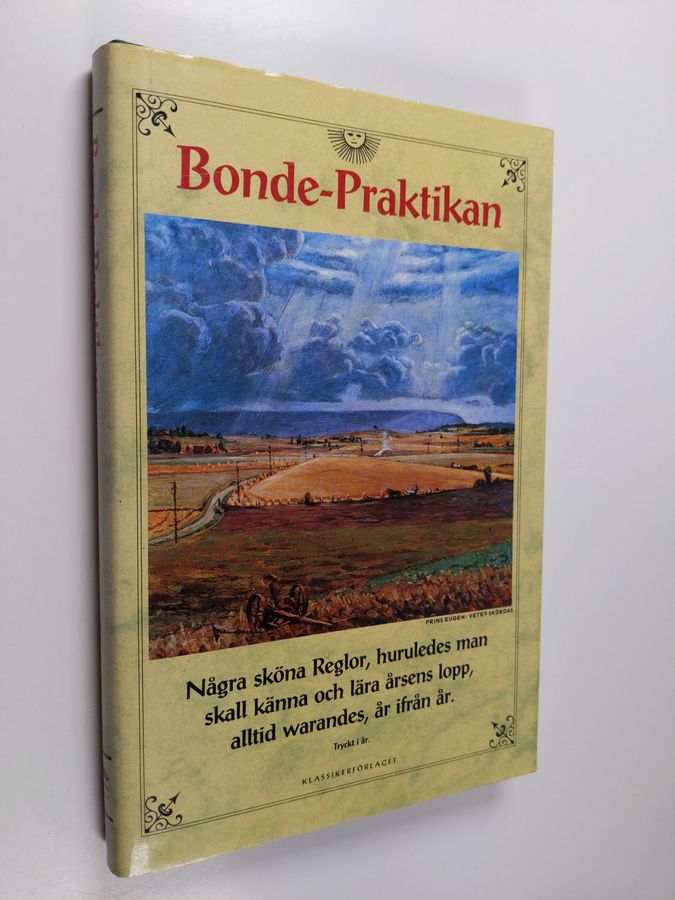 Bonde-Praktikan
PRINS EUGEN: VETET SKÖRDAS
Några sköna Reglor, huruledes man
skall känna och lära årsens lopp,
alltid warandes, år ifrån år.
Tryckt i år.
KLASSIKERFÖRLAGET